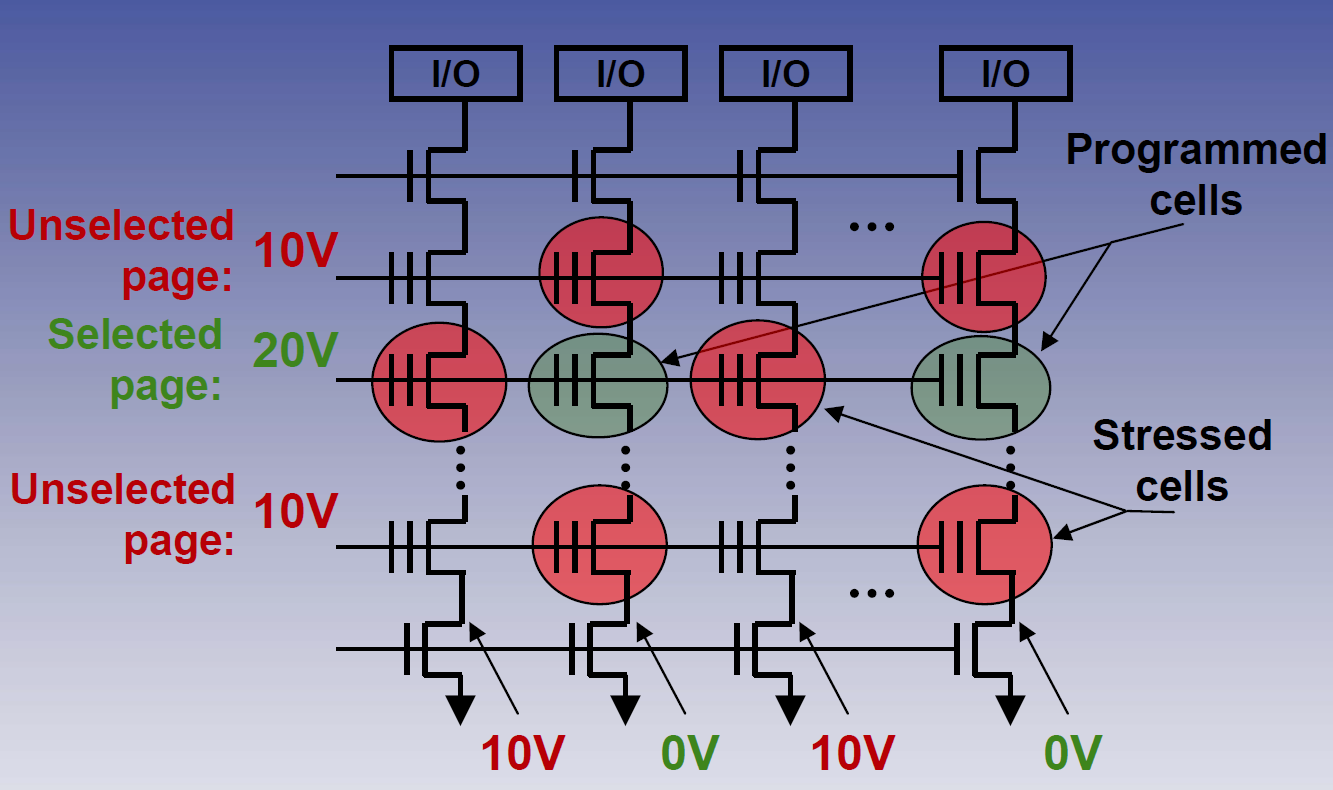 I/O I/O I/O I/O
Programmed
cells
Unselected
page:
10V
Selected
page:
20V
Stressed
cells
Unselected
page:
10V
10V 0V 10V 0V